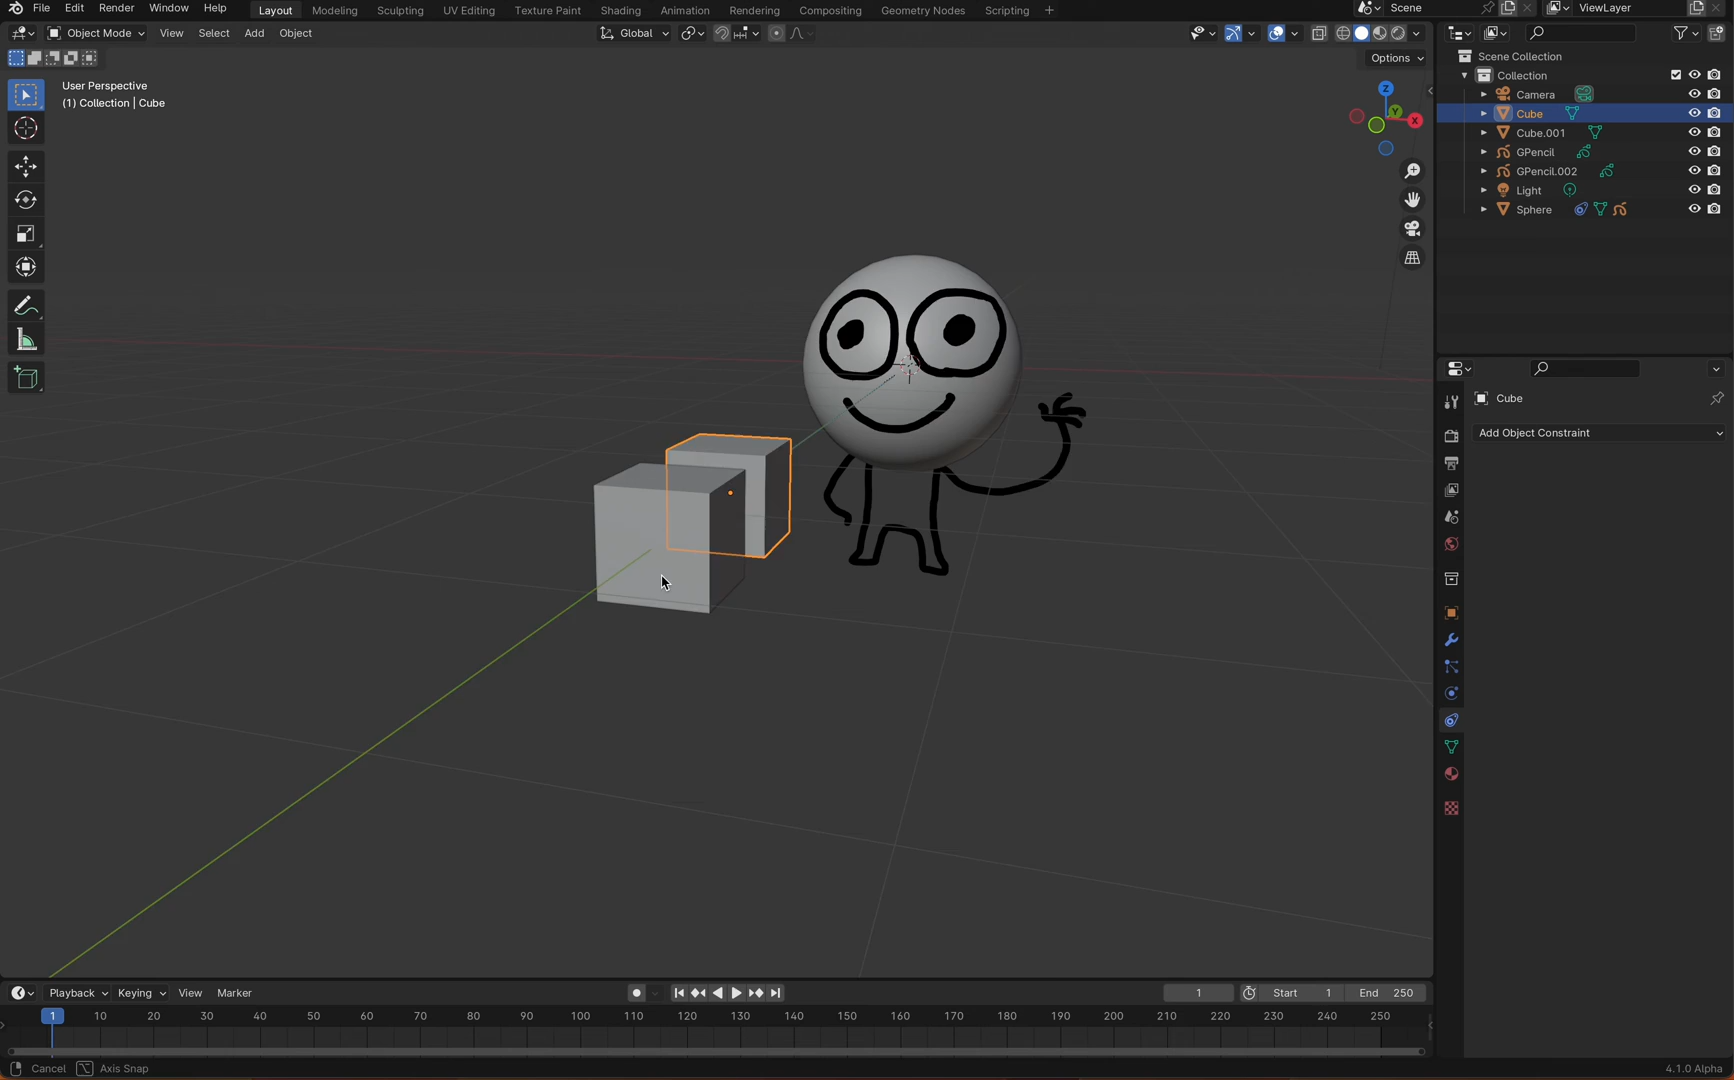 File Edit Render Window Help Layout Modeling Sculpting UV Editing Texture Paint Shading Animation Rendering Compositing Geometry Nodes Scripting + Scene ViewLayer
Object Mode View Select Add Object Global
Options
User Perspective
(1) Collection | Cube
Z
Y
X
Scene Collection
Collection
Camera
Cube
Cube.001
GPencil
GPencil.002
Light
Sphere
Cube
Add Object Constraint
Playback Keying View Marker 1 Start 1 End 250
1 10 20 30 40 50 60 70 80 90 100 110 120 130 140 150 160 170 180 190 200 210 220 230 240 250
Cancel Axis Snap 4.1.0 Alpha